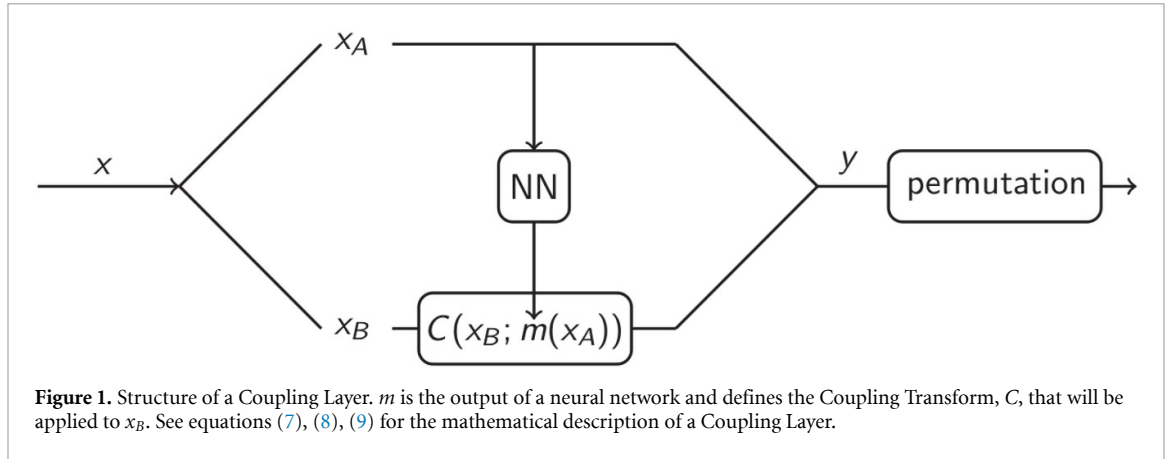 x_A
x
NN
y
permutation
x_B
C(x_B; m(x_A))
Figure 1. Structure of a Coupling Layer. m is the output of a neural network and defines the Coupling Transform, C, that will be
applied to x_B. See equations (7), (8), (9) for the mathematical description of a Coupling Layer.